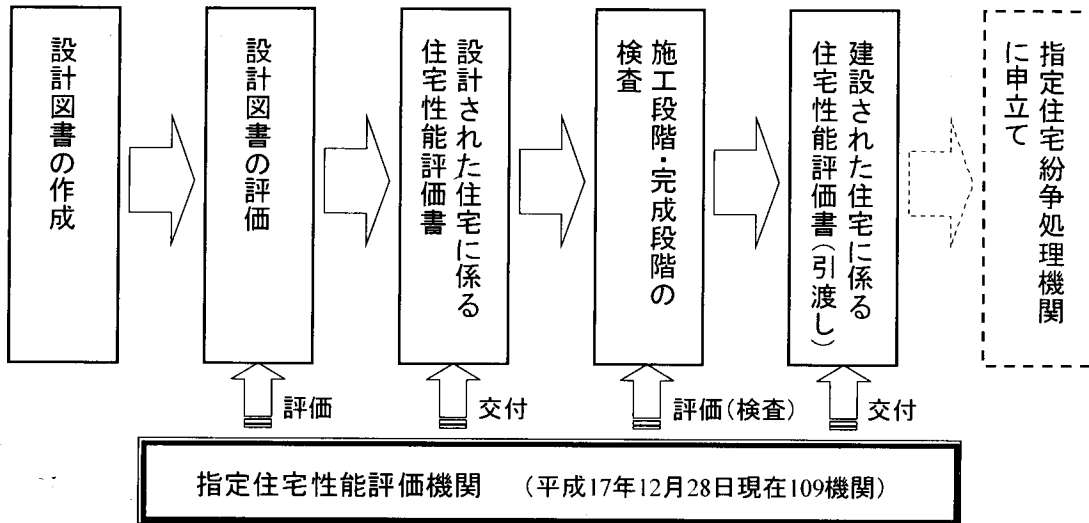 設計図書の作成
設計図書の評価
設計された住宅に係る
住宅性能評価書
施工段階・完成段階の
検査
建設された住宅に係る
住宅性能評価書(引渡し)
指定住宅紛争処理機関
に申立て
評価
交付
評価(検査)
交付
指定住宅性能評価機関 (平成17年12月28日現在109機関)